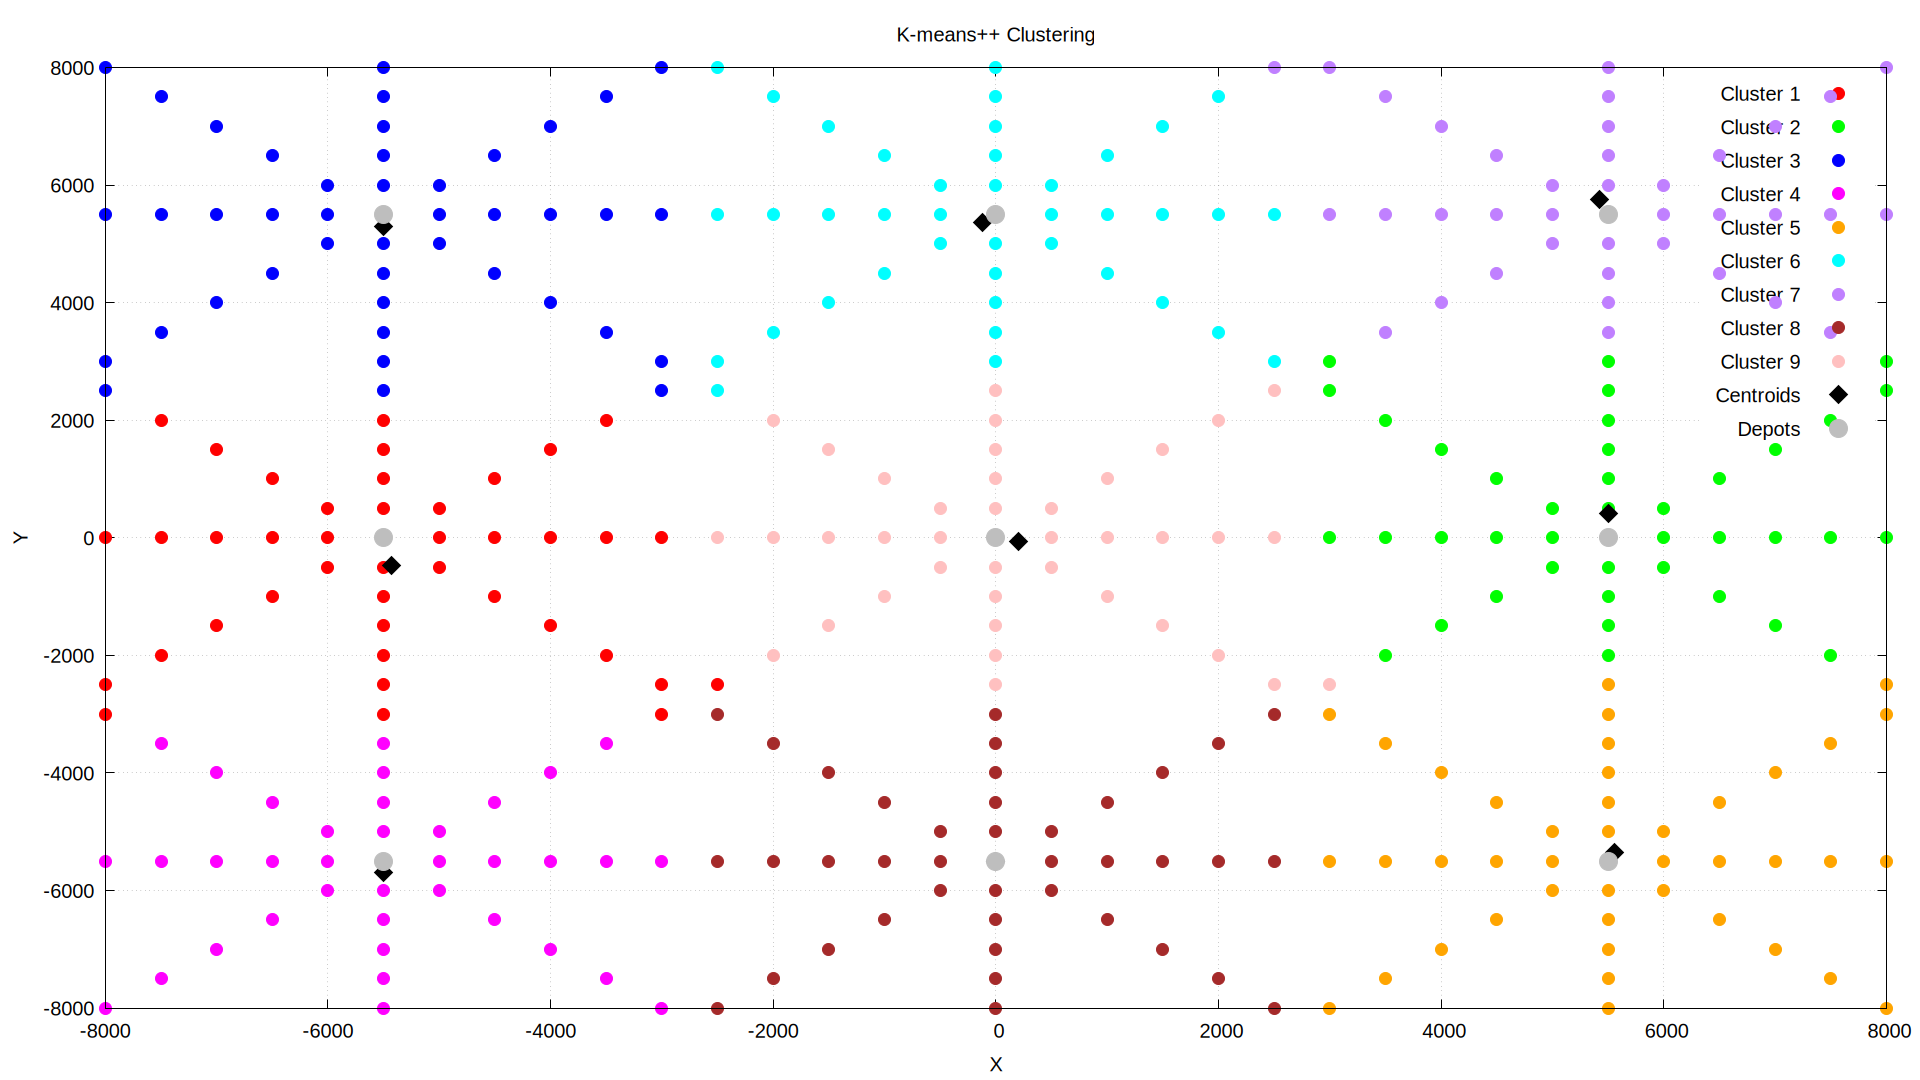 K-means++ Clustering
8000
6000
4000
2000
0
-2000
-4000
-6000
-8000
-8000 -6000 -4000 -2000 0 2000 4000 6000 8000
X
Y
Cluster 1
Cluster 2
Cluster 3
Cluster 4
Cluster 5
Cluster 6
Cluster 7
Cluster 8
Cluster 9
Centroids
Depots